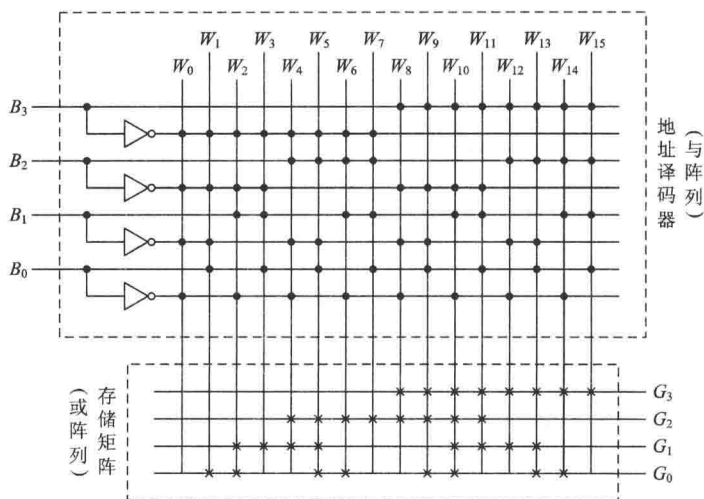 W₁ W₃ W₅ W₇ W₉ W₁₁ W₁₃ W₁₅
W₀ W₂ W₄ W₆ W₈ W₁₀ W₁₂ W₁₄
B₃
B₂
B₁
B₀
地址译码器
(与阵列)
存储矩阵
(或阵列)
G₃
G₂
G₁
G₀